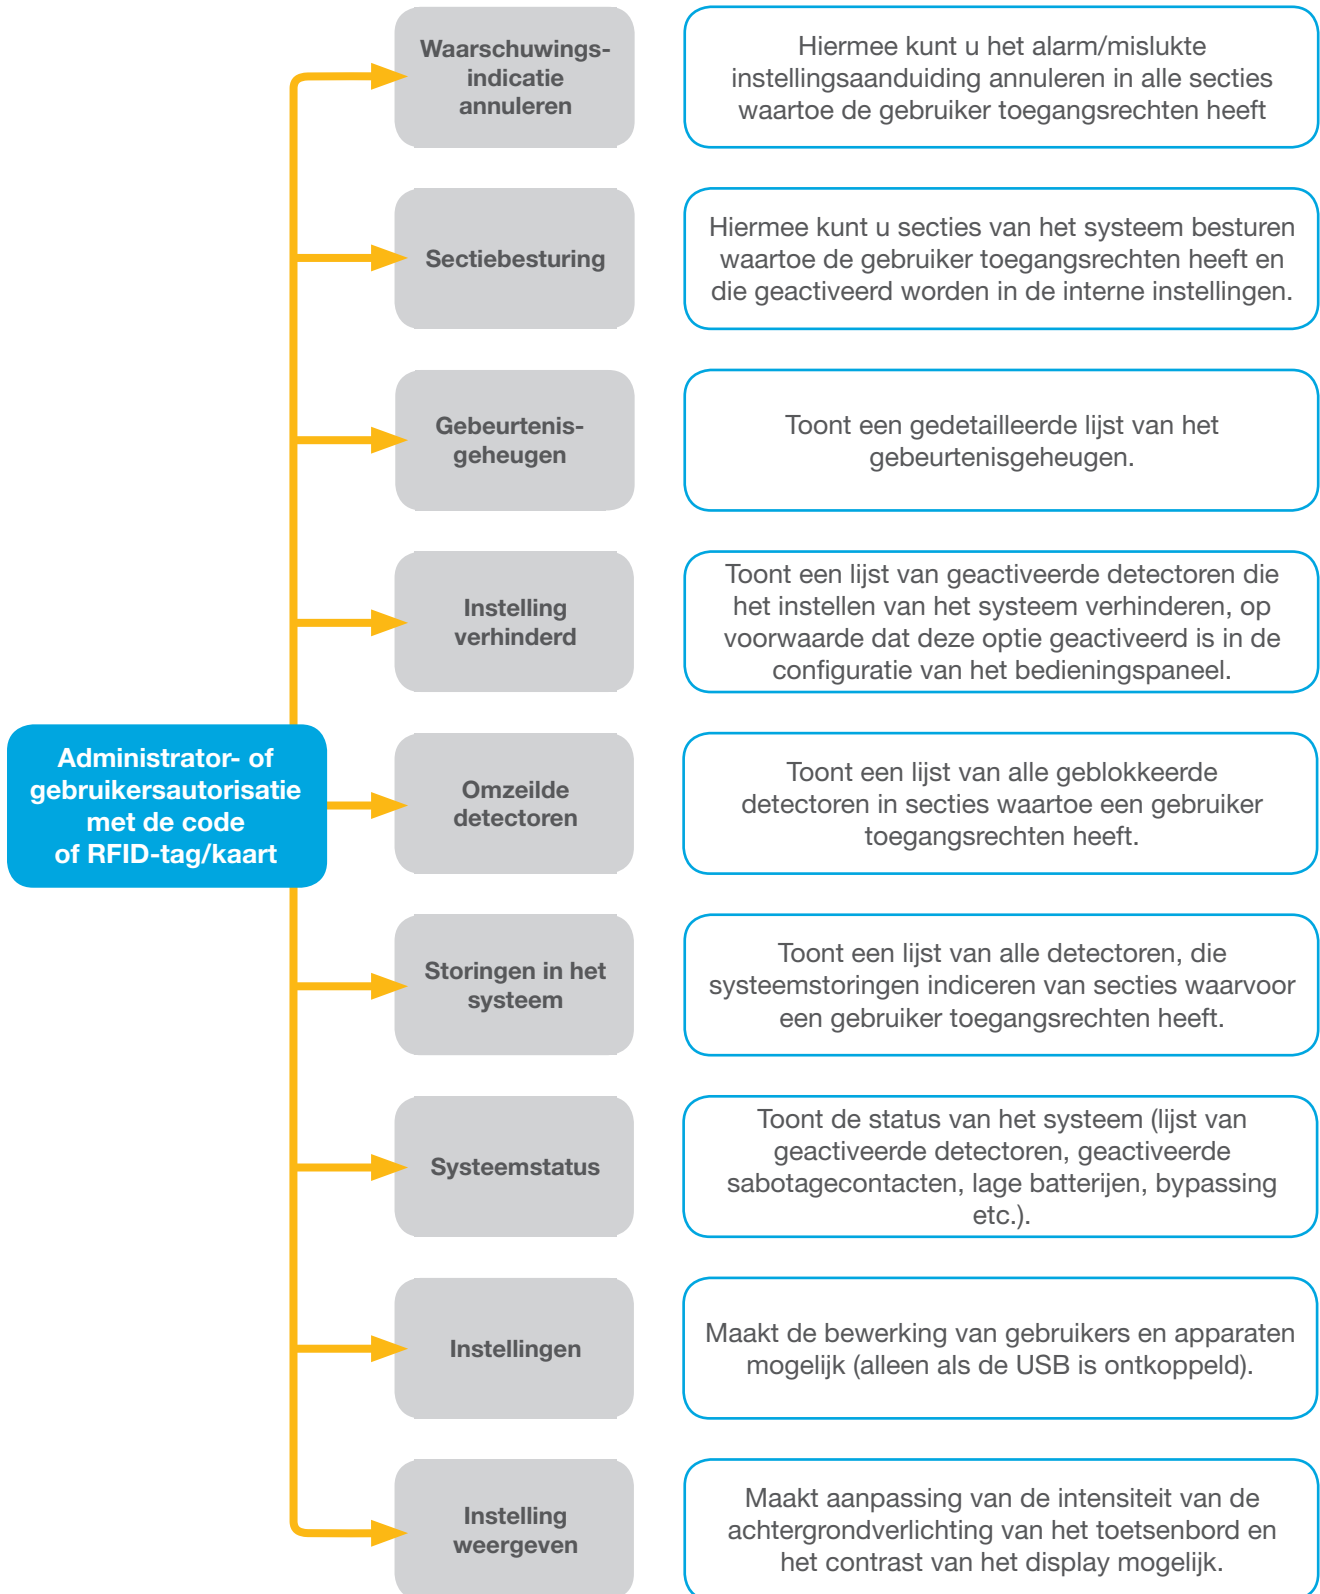 Waarschuwings-
indicatie
annuleren
Hiermee kunt u het alarm/mislukte
instellingsaanduiding annuleren in alle secties
waartoe de gebruiker toegangsrechten heeft
Sectiebesturing
Hiermee kunt u secties van het systeem besturen
waartoe de gebruiker toegangsrechten heeft en
die geactiveerd worden in de interne instellingen.
Gebeurtenis-
geheugen
Toont een gedetailleerde lijst van het
gebeurtenisgeheugen.
Instelling
verhinderd
Toont een lijst van geactiveerde detectoren die
het instellen van het systeem verhinderen, op
voorwaarde dat deze optie geactiveerd is in de
configuratie van het bedieningspaneel.
Administrator- of
gebruikersautorisatie
met de code
of RFID-tag/kaart
Omzeilde
detectoren
Toont een lijst van alle geblokkeerde
detectoren in secties waartoe een gebruiker
toegangsrechten heeft.
Storingen in het
systeem
Toont een lijst van alle detectoren, die
systeemstoringen indiceren van secties waarvoor
een gebruiker toegangsrechten heeft.
Systeemstatus
Toont de status van het systeem (lijst van
geactiveerde detectoren, geactiveerde
sabotagecontacten, lage batterijen, bypassing
etc.).
Instellingen
Maakt de bewerking van gebruikers en apparaten
mogelijk (alleen als de USB is ontkoppeld).
Instelling
weergeven
Maakt aanpassing van de intensiteit van de
achtergrondverlichting van het toetsenbord en
het contrast van het display mogelijk.